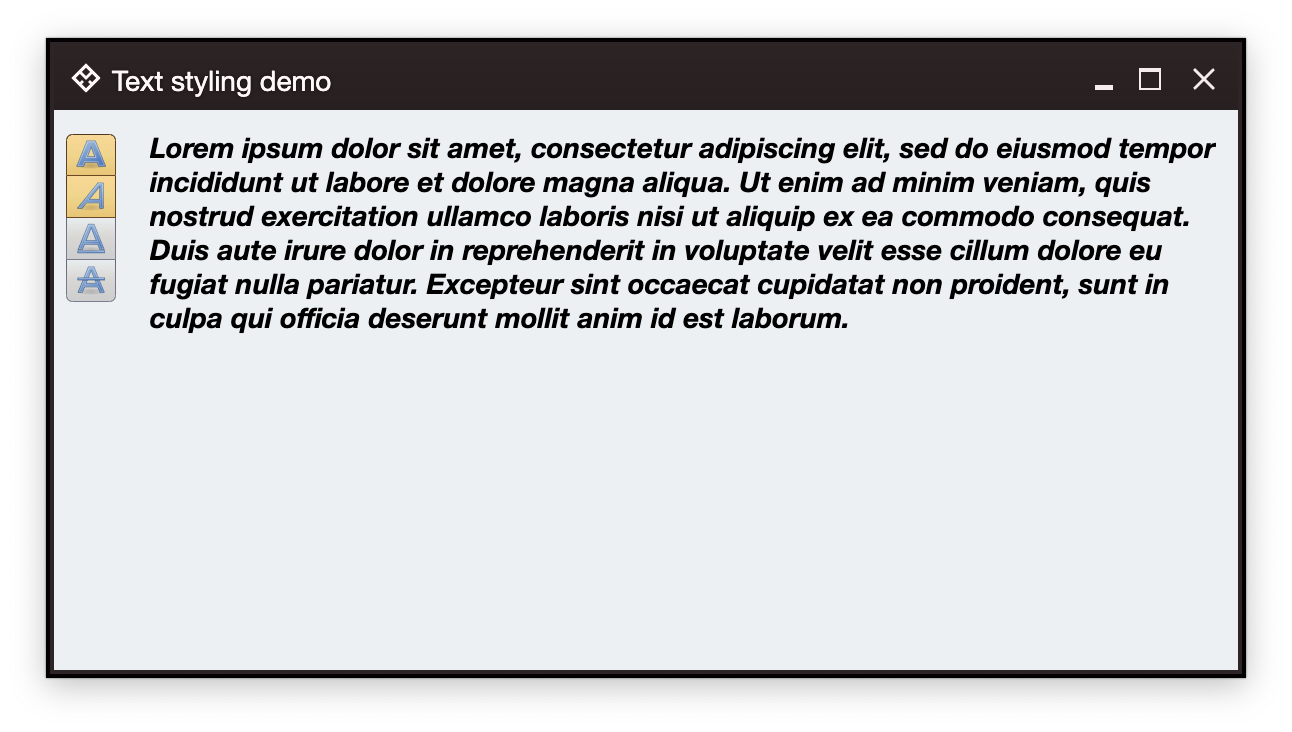 Text styling demo
Lorem ipsum dolor sit amet, consectetur adipiscing elit, sed do eiusmod tempor
incididunt ut labore et dolore magna aliqua. Ut enim ad minim veniam, quis
nostrud exercitation ullamco laboris nisi ut aliquip ex ea commodo consequat.
Duis aute irure dolor in reprehenderit in voluptate velit esse cillum dolore eu
fugiat nulla pariatur. Excepteur sint occaecat cupidatat non proident, sunt in
culpa qui officia deserunt mollit anim id est laborum.
A
A
A
A